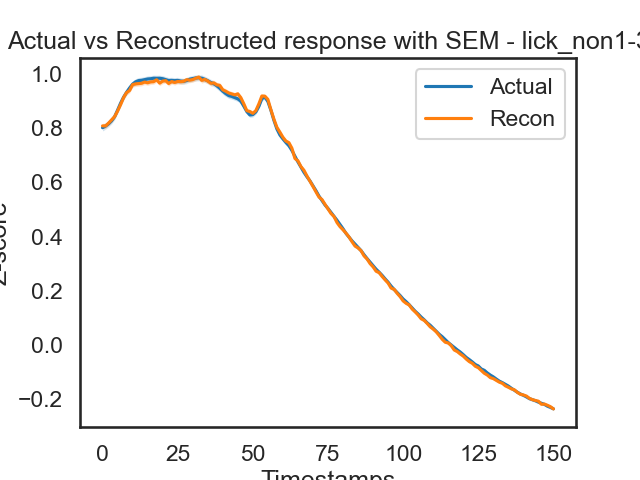 Actual vs Reconstructed response with SEM - lick_non1-3
Actual
Recon
1.0
0.8
0.6
0.4
0.2
0.0
−0.2
Z-score
0 25 50 75 100 125 150
Timestamps